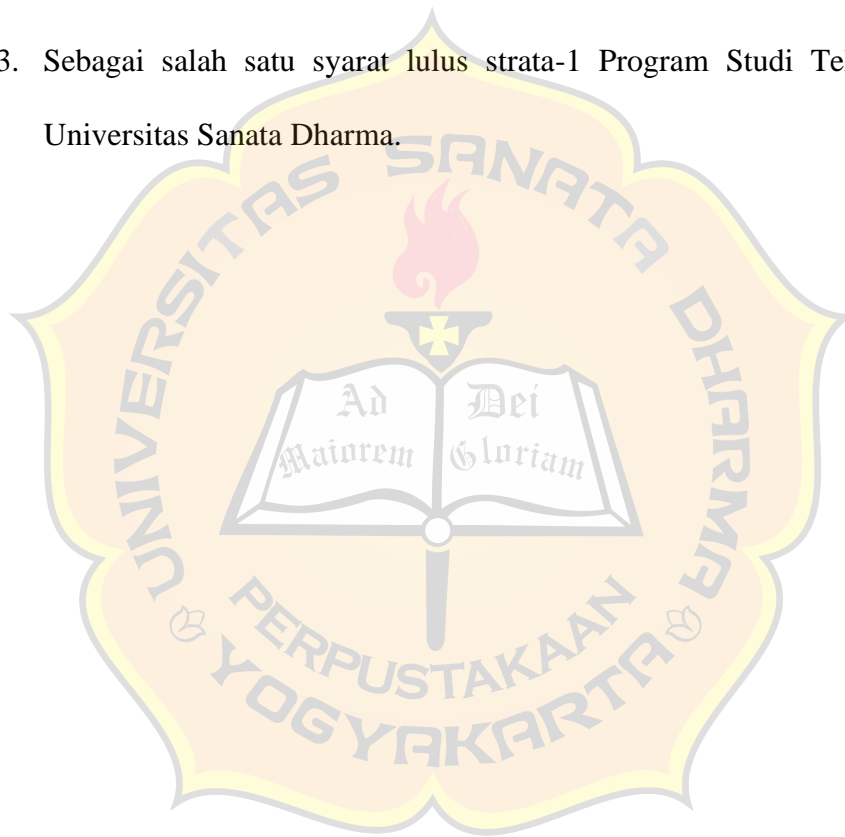 3. Sebagai salah satu syarat lulus strata-1 Program Studi
Universitas Sanata Dharma.
UNIVERSITAS SANATA DHARMA
Ad
Maiorem
Dei
Gloriam
PERPUSTAKAAN
YOGYAKARTA